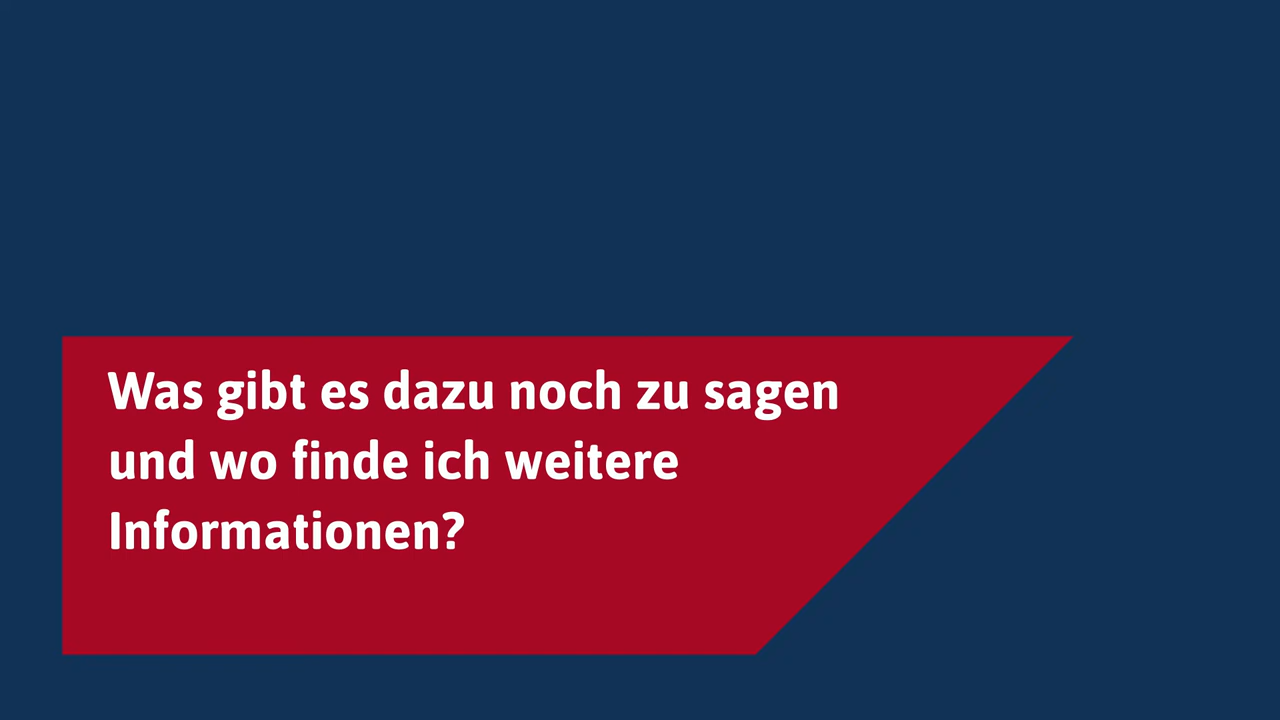 Was gibt es dazu noch zu sagen
und wo finde ich weitere
Informationen?